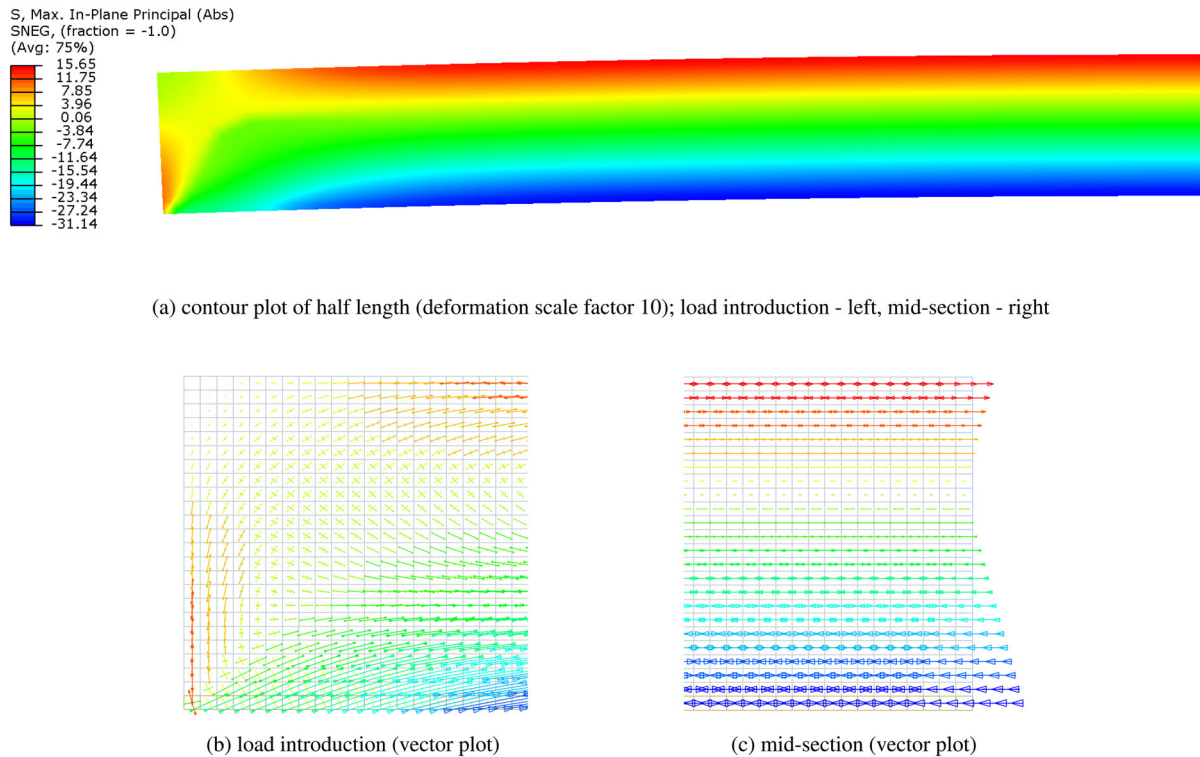 S, Max. In-Plane Principal (Abs)
SNEG, (fraction = -1.0)
(Avg: 75%)
15.65
11.75
7.85
3.96
0.06
-3.84
-7.74
-11.64
-15.54
-19.44
-23.34
-27.24
-31.14
(a) contour plot of half length (deformation scale factor 10); load introduction - left, mid-section - right
(b) load introduction (vector plot)
(c) mid-section (vector plot)